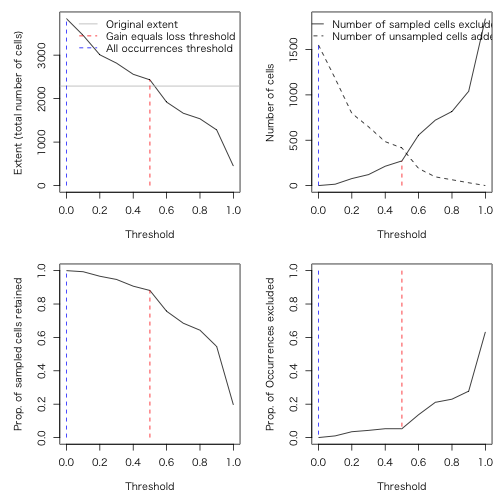 Extent (total number of cells)
0 1000 2000 3000
Original extent
Gain equals loss threshold
All occurrences threshold
0.0 0.2 0.4 0.6 0.8 1.0
Threshold
Number of cells
0 500 1000 1500
Number of sampled cells exclude
Number of unsampled cells adde
0.0 0.2 0.4 0.6 0.8 1.0
Threshold
Prop. of sampled cells retained
0.0 0.2 0.4 0.6 0.8 1.0
0.0 0.2 0.4 0.6 0.8 1.0
Threshold
Prop. of Occurrences excluded
0.0 0.2 0.4 0.6 0.8 1.0
0.0 0.2 0.4 0.6 0.8 1.0
Threshold